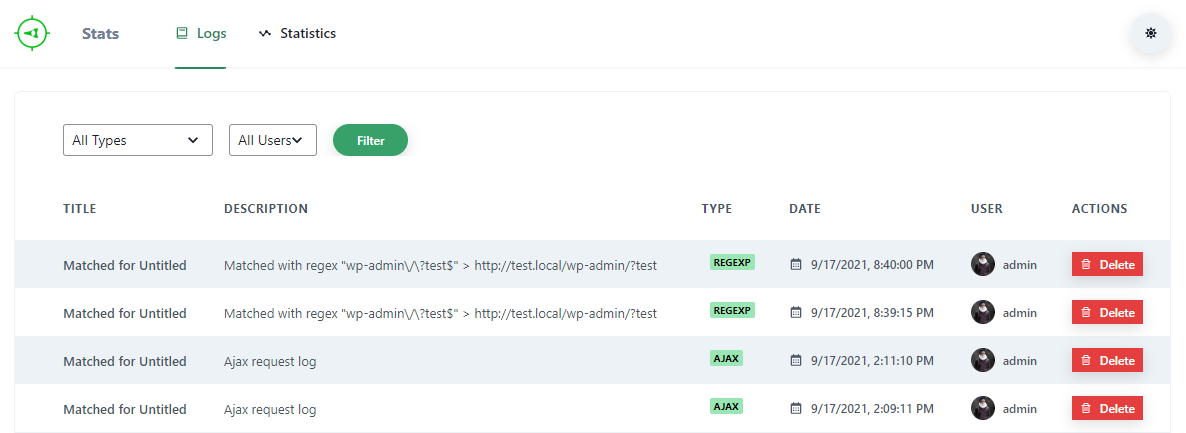 Stats Logs Statistics
All Types All Users Filter
TITLE DESCRIPTION TYPE DATE USER ACTIONS
Matched for Untitled Matched with regex "wp-admin\/\?test$" > http://test.local/wp-admin/?test REGEXP 9/17/2021, 8:40:00 PM admin Delete
Matched for Untitled Matched with regex "wp-admin\/\?test$" > http://test.local/wp-admin/?test REGEXP 9/17/2021, 8:39:15 PM admin Delete
Matched for Untitled Ajax request log AJAX 9/17/2021, 2:11:10 PM admin Delete
Matched for Untitled Ajax request log AJAX 9/17/2021, 2:09:11 PM admin Delete